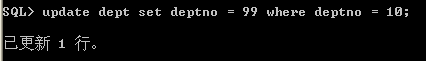 SQL> update dept set deptno = 99 where deptno = 10;
已更新 1 行。